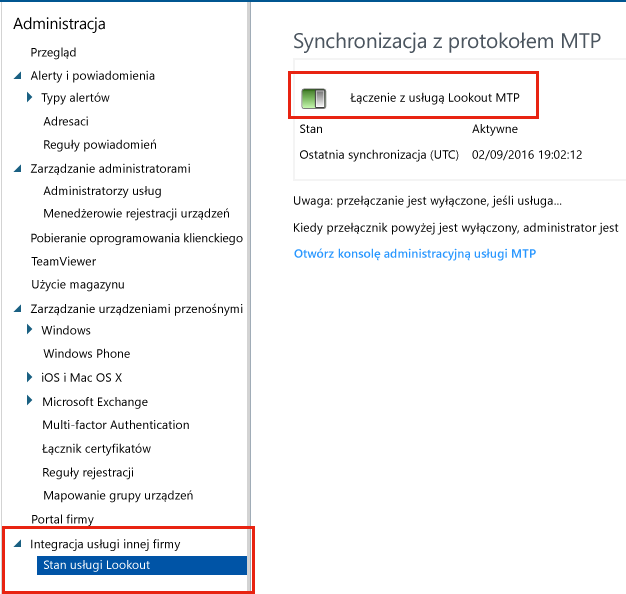 Administracja
Przegląd
Alerty i powiadomienia
Typy alertów
Adresaci
Reguły powiadomień
Zarządzanie administratorami
Administratorzy usług
Menedżerowie rejestracji urządzeń
Pobieranie oprogramowania klienckiego
TeamViewer
Użycie magazynu
Zarządzanie urządzeniami przenośnymi
Windows
Windows Phone
iOS i Mac OS X
Microsoft Exchange
Multi-factor Authentication
Łącznik certyfikatów
Reguły rejestracji
Mapowanie grupy urządzeń
Portal firmy
Integracja usługi innej firmy
Stan usługi Lookout
Synchronizacja z protokołem MTP
Łączenie z usługą Lookout MTP
Stan Aktywne
Ostatnia synchronizacja (UTC) 02/09/2016 19:02:12
Uwaga: przełączanie jest wyłączone, jeśli usługa...
Kiedy przełącznik powyżej jest wyłączony, administrator jest
Otwórz konsolę administracyjną usługi MTP